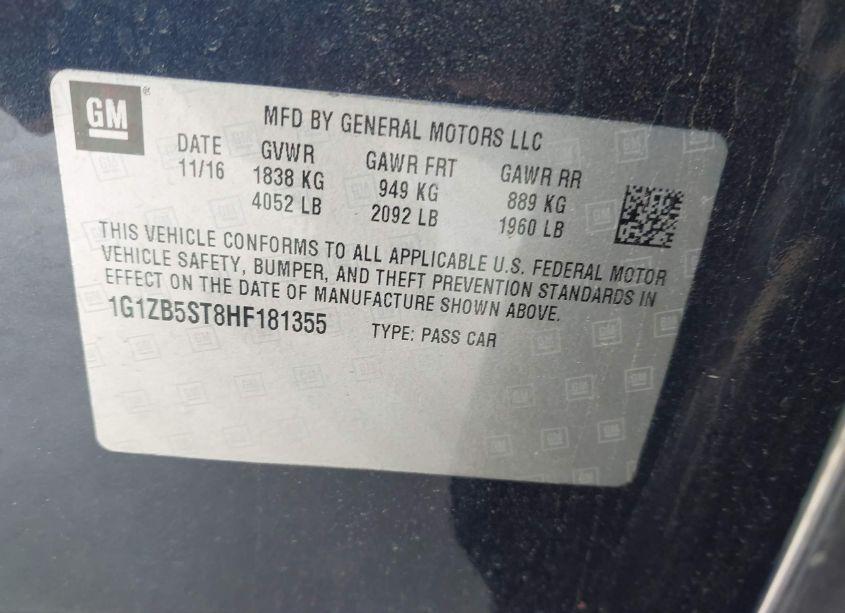 GM®
MFD BY GENERAL MOTORS LLC
DATE GVWR GAWR FRT GAWR RR
11/16 1838 KG 949 KG 889 KG
4052 LB 2092 LB 1960 LB
THIS VEHICLE CONFORMS TO ALL APPLICABLE U.S. FEDERAL MOTOR
VEHICLE SAFETY, BUMPER, AND THEFT PREVENTION STANDARDS IN
EFFECT ON THE DATE OF MANUFACTURE SHOWN ABOVE.
1G1ZB5ST8HF181355 TYPE: PASS CAR